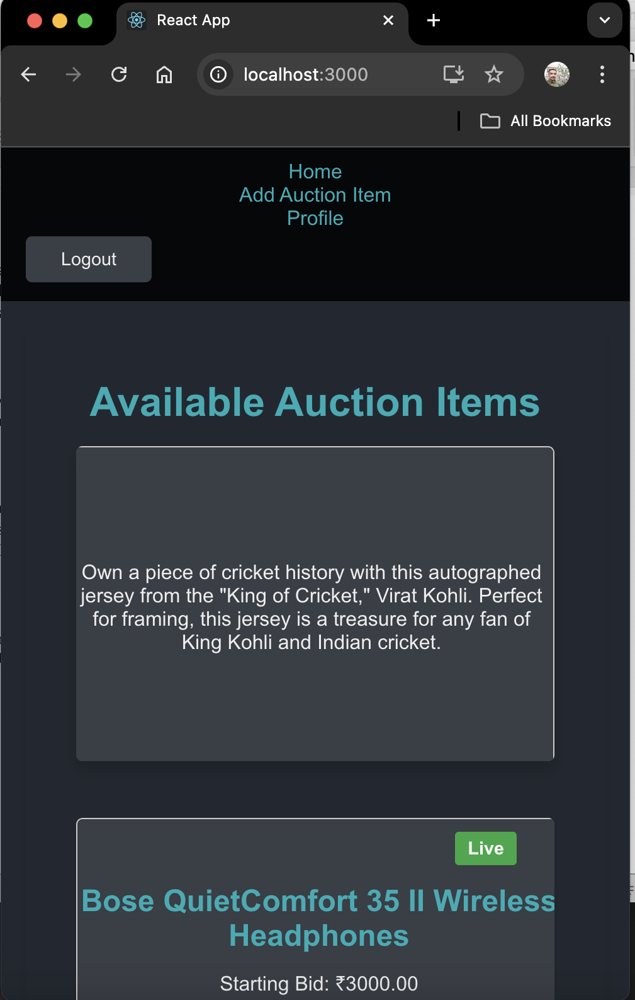 React App
localhost:3000
All Bookmarks
Home
Add Auction Item
Profile
Logout
Available Auction Items
Own a piece of cricket history with this autographed
jersey from the "King of Cricket," Virat Kohli. Perfect
for framing, this jersey is a treasure for any fan of
King Kohli and Indian cricket.
Live
Bose QuietComfort 35 II Wireless
Headphones
Starting Bid: ₹3000.00